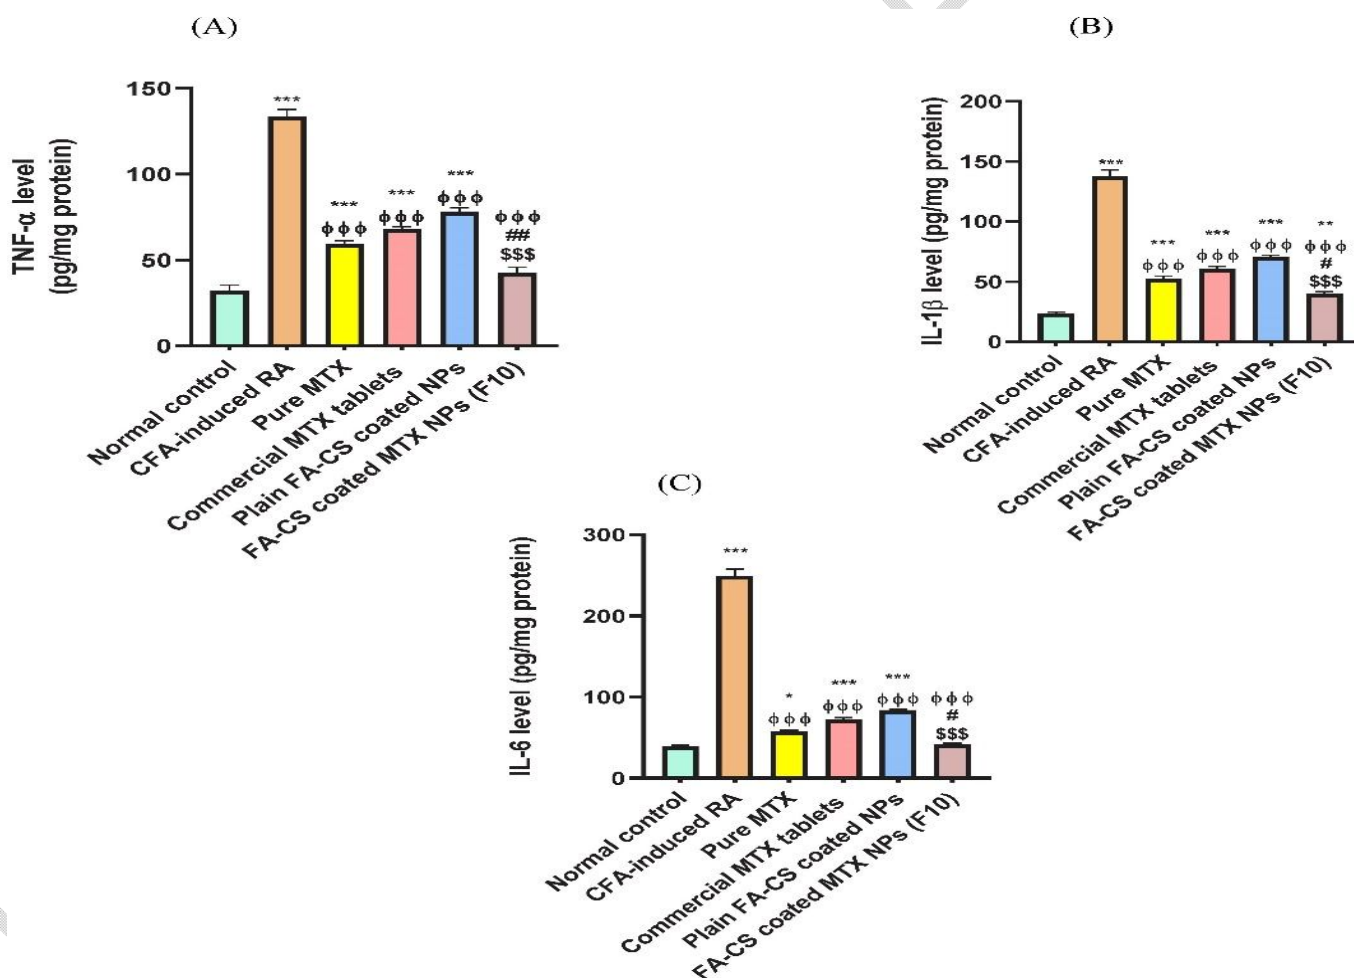 (A)
TNF-α level
(pg/mg protein)
150
100
50
0
***
***
ϕϕϕ
***
ϕϕϕ
***
ϕϕϕ
ϕϕϕ
##
$$$
Normal control
CFA-induced RA
Pure MTX
Commercial MTX tablets
Plain FA-CS coated NPs
FA-CS coated MTX NPs (F10)
(B)
IL-1β level (pg/mg protein)
200
150
100
50
0
***
***
ϕϕϕ
***
ϕϕϕ
***
ϕϕϕ
**
ϕϕϕ
#
$$$
Normal control
CFA-induced RA
Pure MTX
Commercial MTX tablets
Plain FA-CS coated NPs
FA-CS coated MTX NPs (F10)
(C)
IL-6 level (pg/mg protein)
300
200
100
0
***
*
ϕϕϕ
***
ϕϕϕ
***
ϕϕϕ
ϕϕϕ
#
$$$
Normal control
CFA-induced RA
Pure MTX
Commercial MTX tablets
Plain FA-CS coated NPs
FA-CS coated MTX NPs (F10)